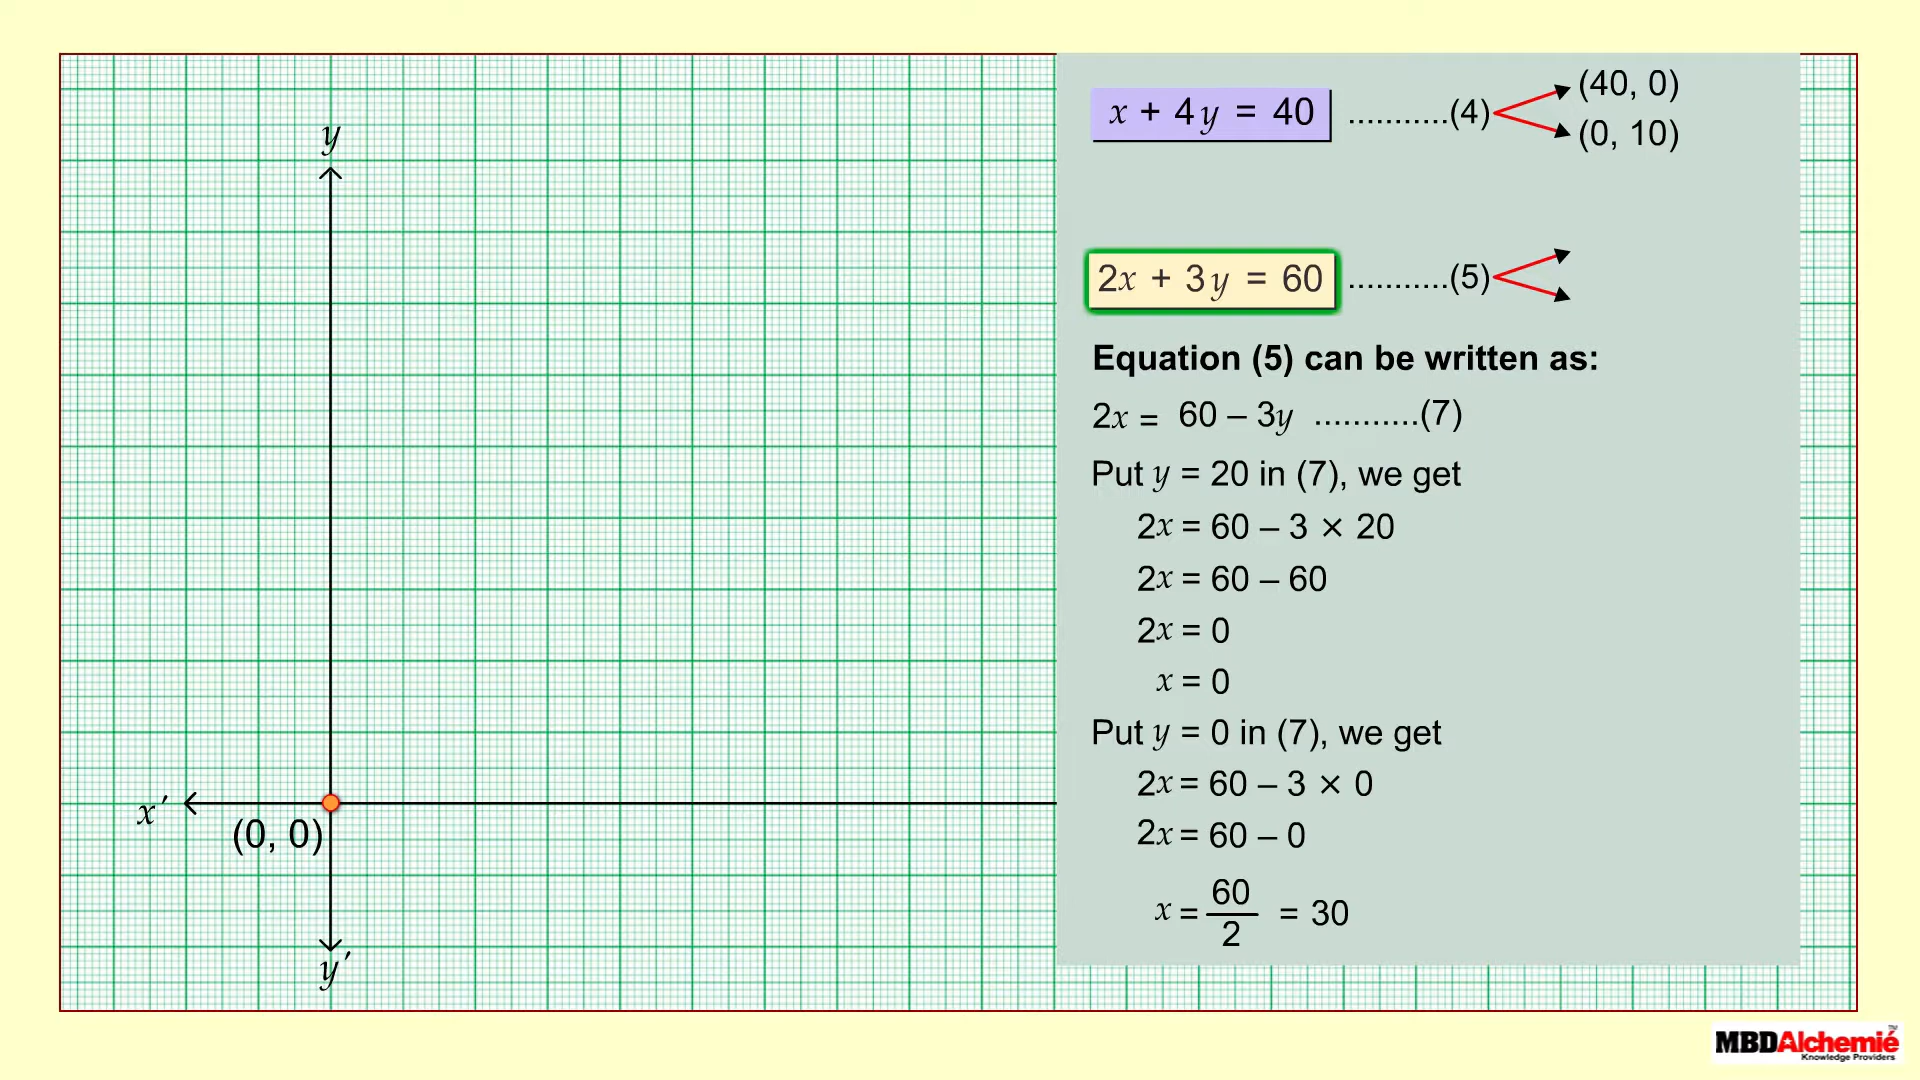 y
x′
(0, 0)
y′
x + 4y = 40 ...........(4)
(40, 0)
(0, 10)
2x + 3y = 60 ...........(5)
Equation (5) can be written as:
2x = 60 – 3y ...........(7)
Put y = 20 in (7), we get
2x = 60 – 3 × 20
2x = 60 – 60
2x = 0
x = 0
Put y = 0 in (7), we get
2x = 60 – 3 × 0
2x = 60 – 0
x = 60/2 = 30
MBDAlchemié™
Knowledge Providers